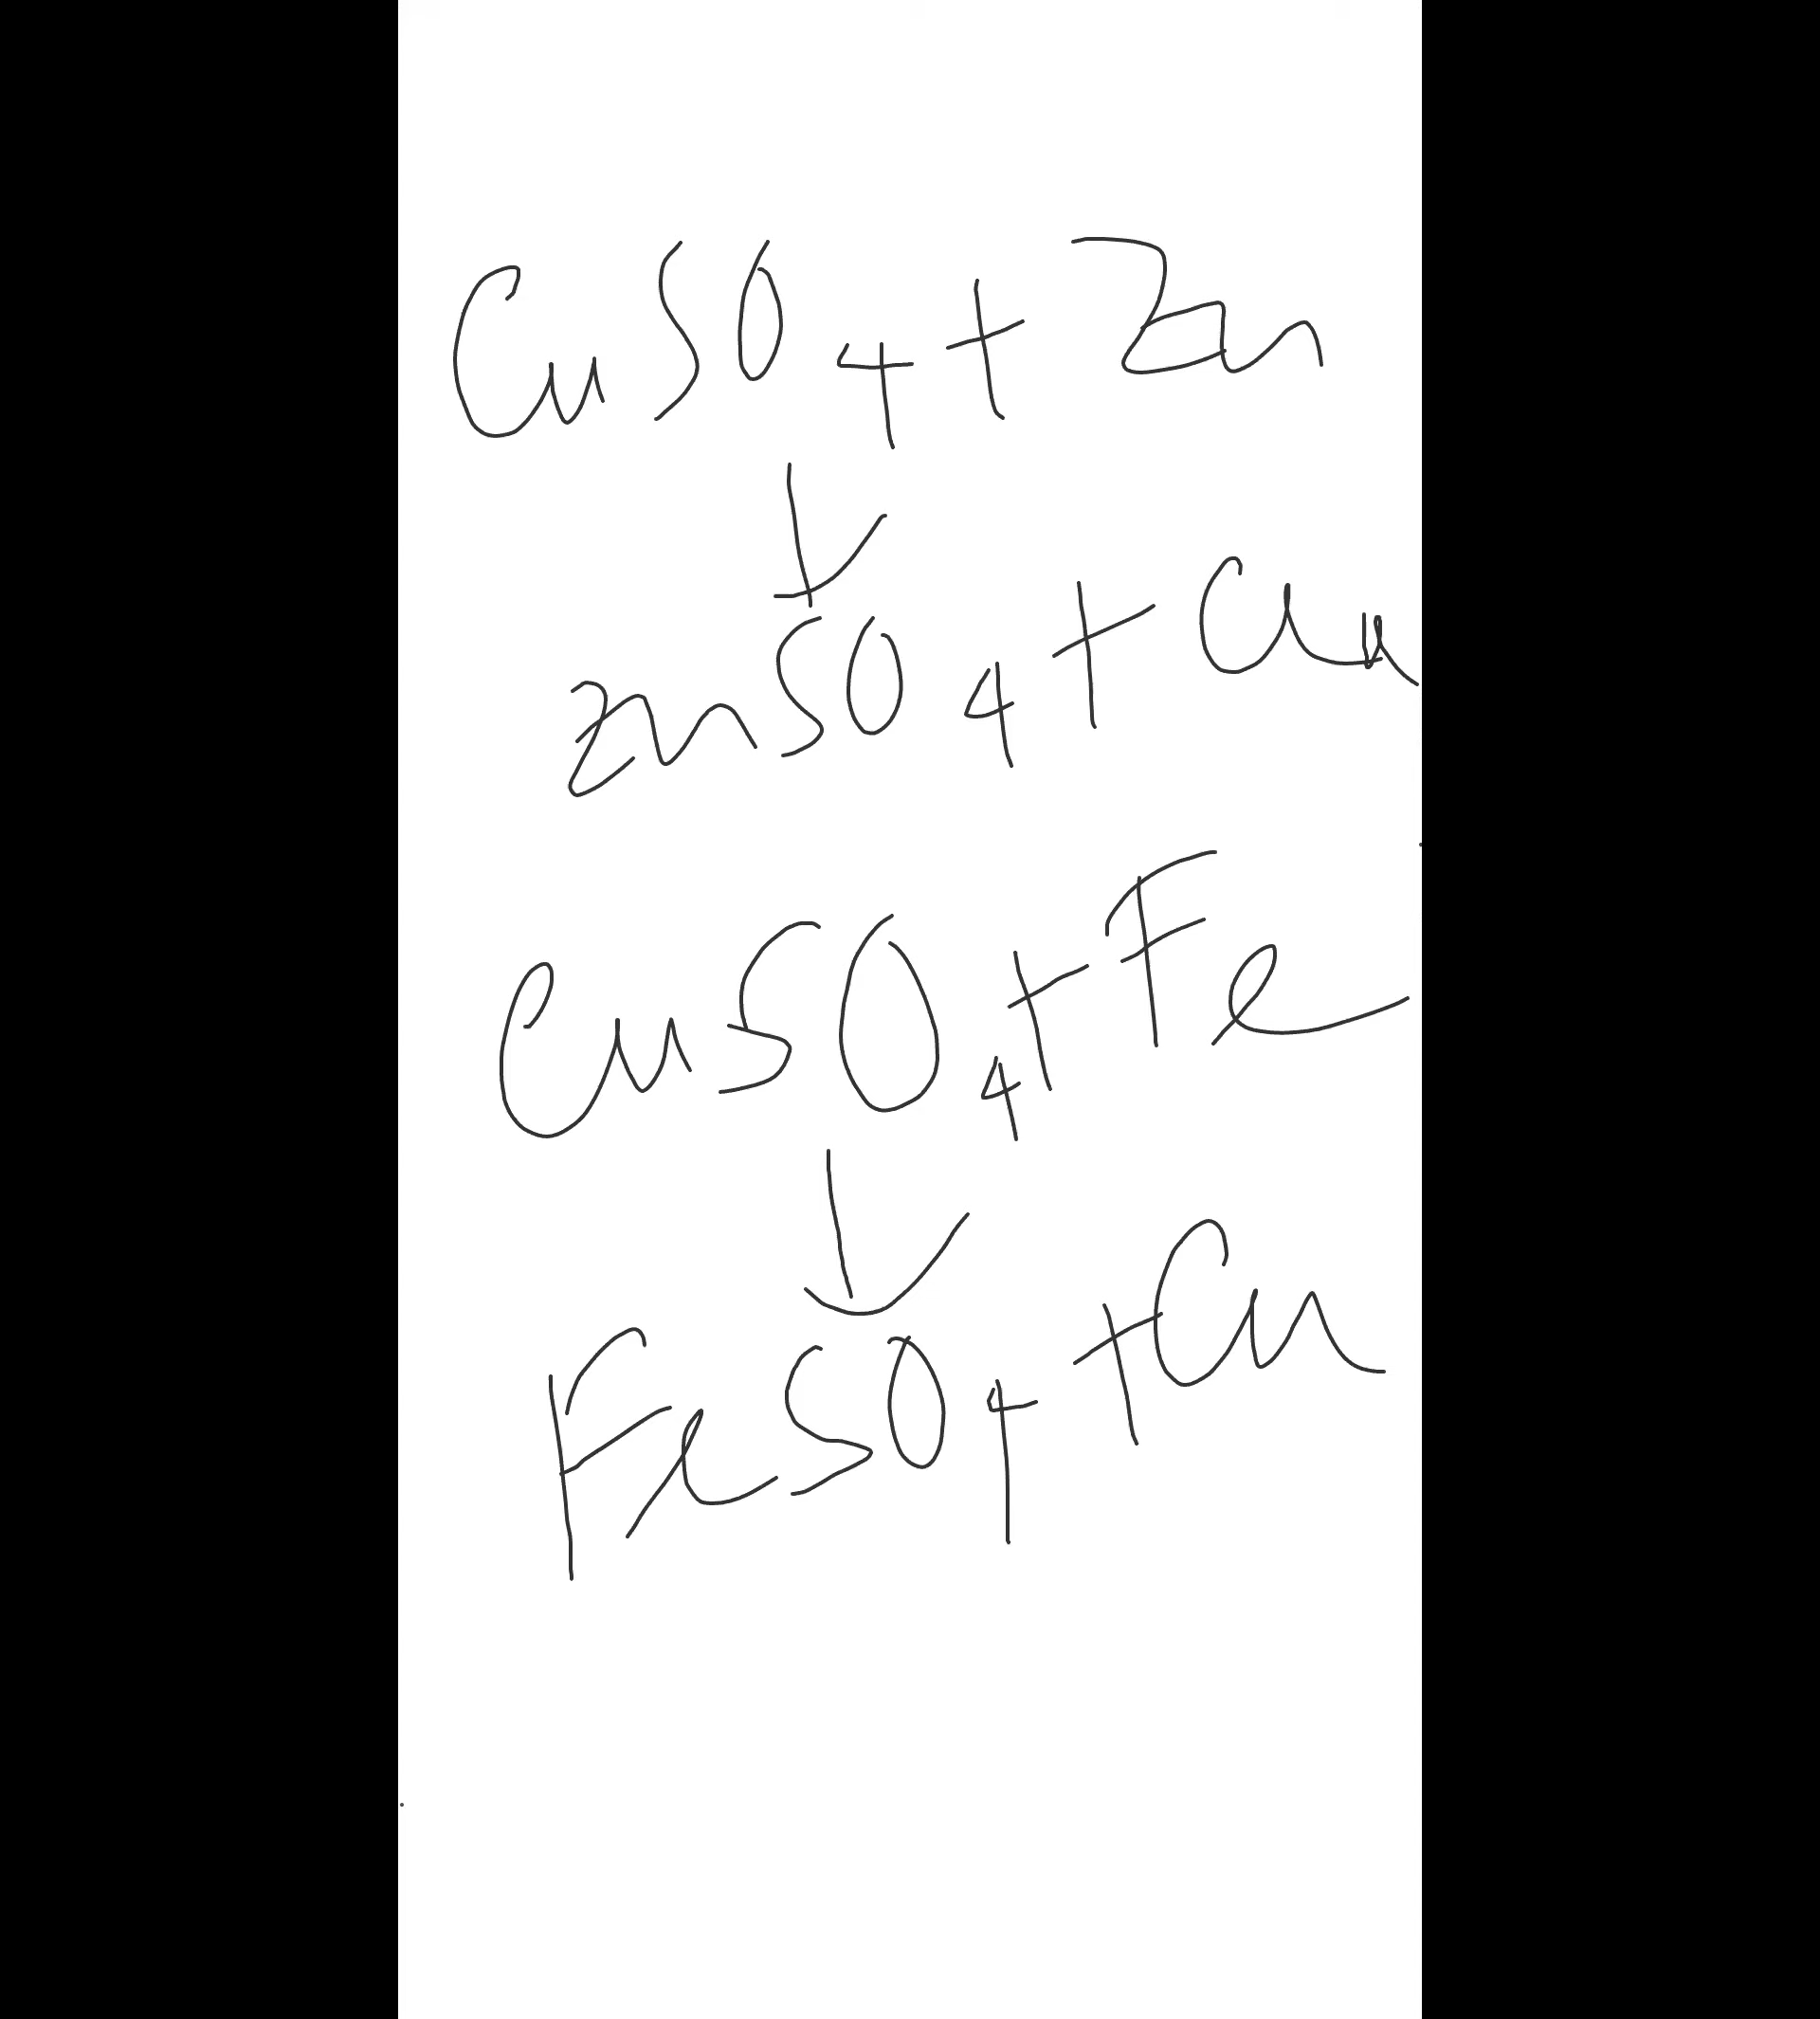 CuSO4 + Zn
↓
ZnSO4 + Cu
CuSO4 + Fe
↓
FeSO4 + Cu